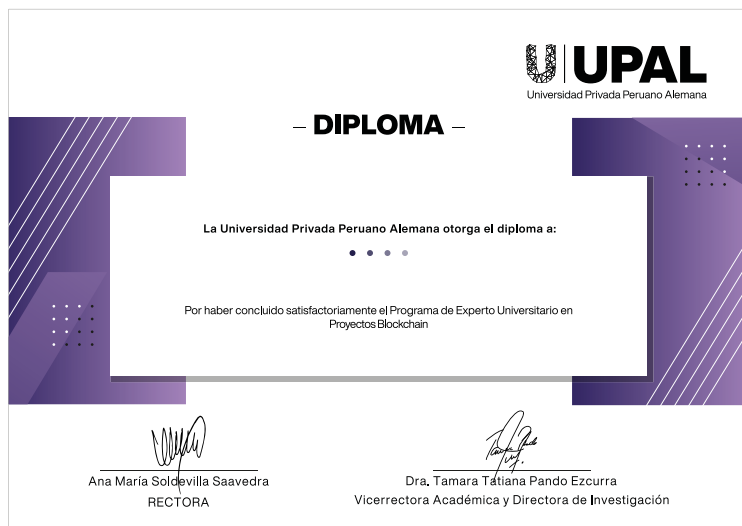 UPAL
Universidad Privada Peruano Alemana
– DIPLOMA –
La Universidad Privada Peruano Alemana otorga el diploma a:
Por haber concluido satisfactoriamente el Programa de Experto Universitario en
Proyectos Blockchain
Ana María Soldevilla Saavedra
RECTORA
Dra. Tamara Tatiana Pando Ezcurra
Vicerrectora Académica y Directora de Investigación